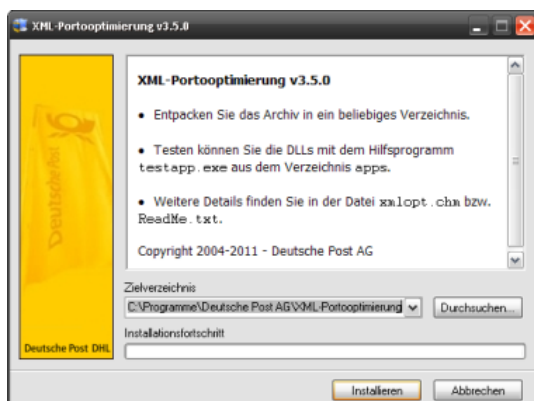 XML-Portooptimierung v3.5.0
XML-Portooptimierung v3.5.0
• Entpacken Sie das Archiv in ein beliebiges Verzeichnis.
• Testen können Sie die DLLs mit dem Hilfsprogramm
testapp.exe aus dem Verzeichnis apps.
• Weitere Details finden Sie in der Datei xmlopt.chm bzw.
ReadMe.txt.
Copyright 2004-2011 - Deutsche Post AG
Deutsche Post
Deutsche Post DHL
Zielverzeichnis
C:\Programme\Deutsche Post AG\XML-Portooptimierung
Durchsuchen...
Installationsfortschritt
Installieren
Abbrechen